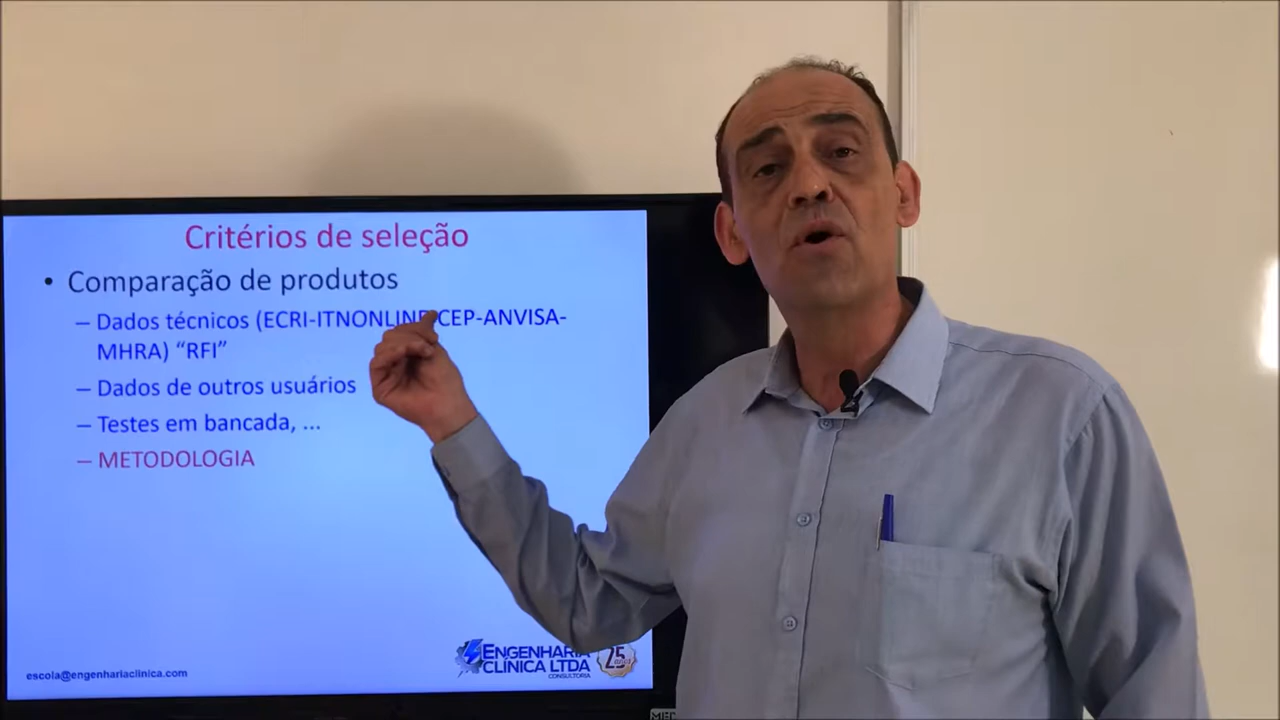 Critérios de seleção
• Comparação de produtos
– Dados técnicos (ECRI-ITNONLINE-CEP-ANVISA-
MHRA) “RFI”
– Dados de outros usuários
– Testes em bancada, ...
– METODOLOGIA
escola@engenhariaclinica.com
ENGENHARIA
CLÍNICA LTDA
CONSULTORIA
25
anos